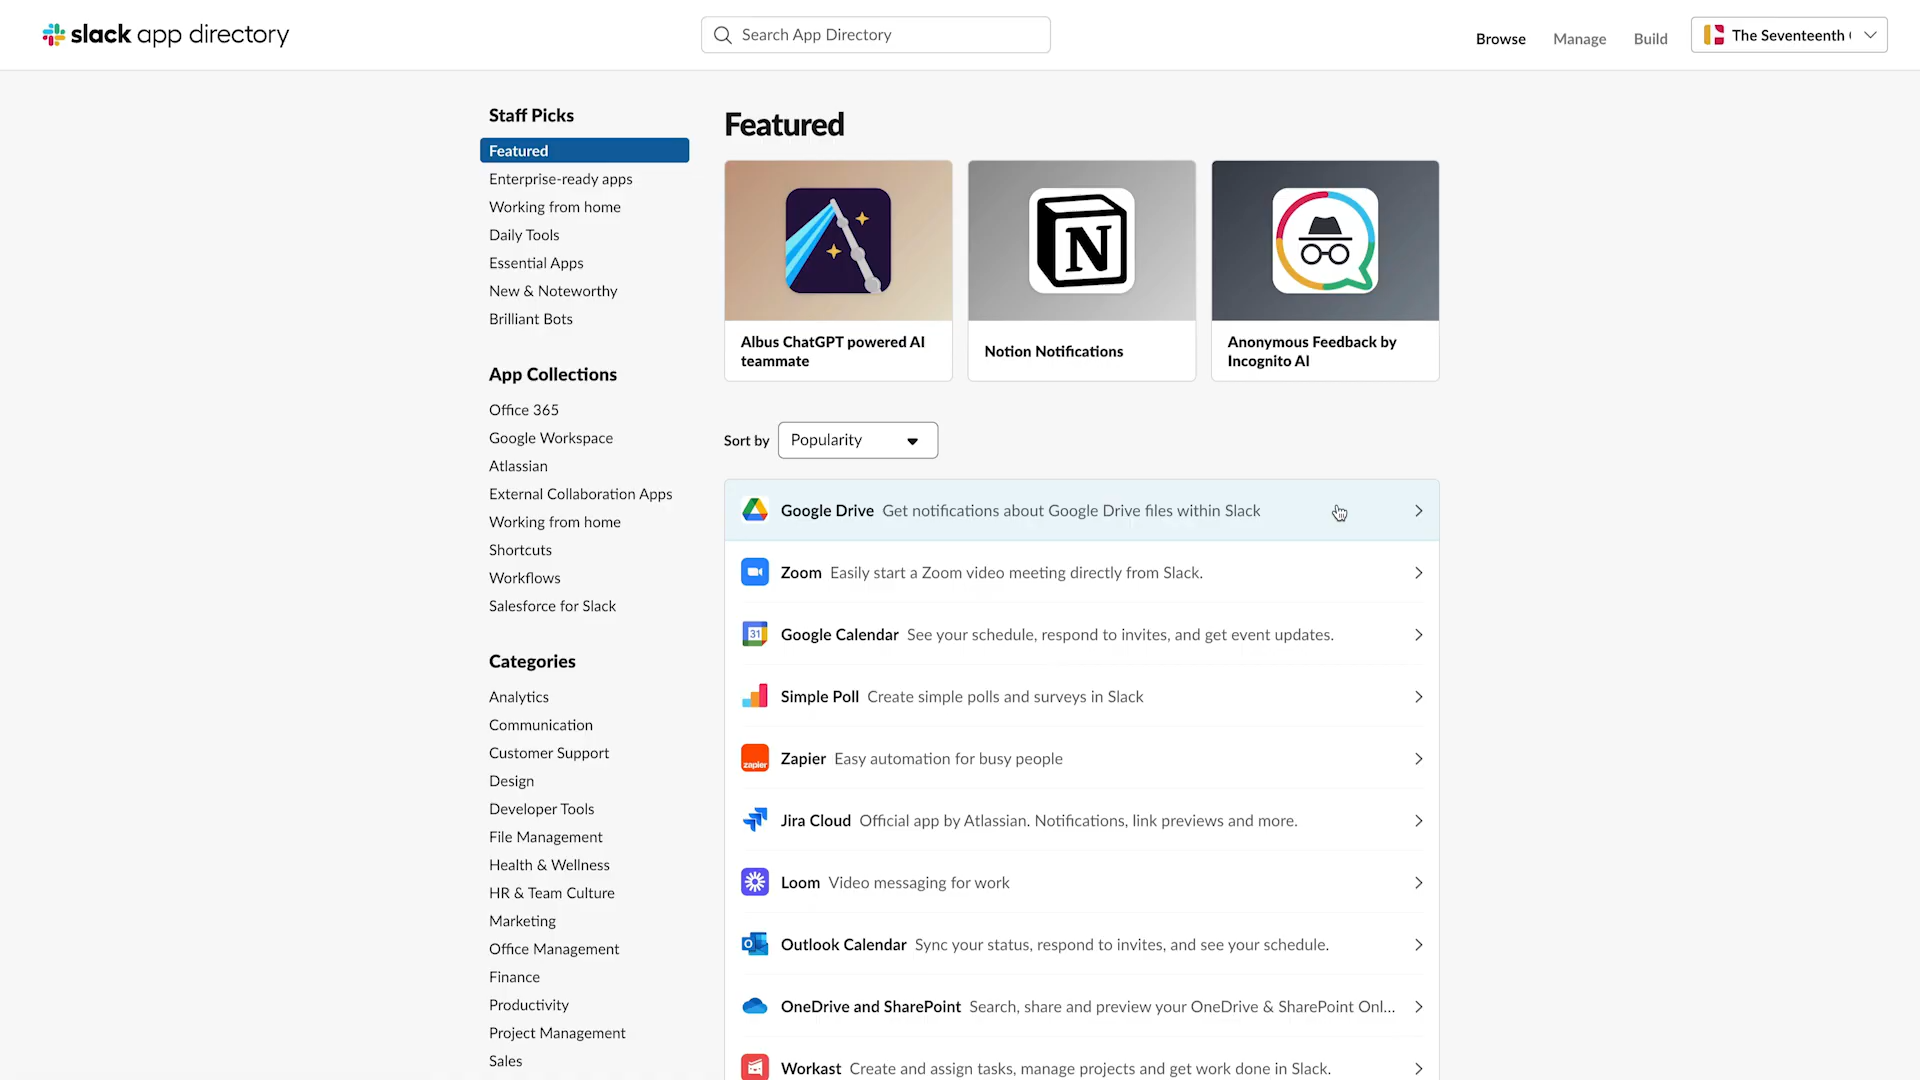 slack app directory
Search App Directory
Browse
Manage
Build
The Seventeenth
Staff Picks
Featured
Enterprise-ready apps
Working from home
Daily Tools
Essential Apps
New & Noteworthy
Brilliant Bots
App Collections
Office 365
Google Workspace
Atlassian
External Collaboration Apps
Working from home
Shortcuts
Workflows
Salesforce for Slack
Categories
Analytics
Communication
Customer Support
Design
Developer Tools
File Management
Health & Wellness
HR & Team Culture
Marketing
Office Management
Finance
Productivity
Project Management
Sales
Featured
N
Albus ChatGPT powered AI
teammate
Notion Notifications
Anonymous Feedback by
Incognito AI
Sort by
Popularity
Google Drive Get notifications about Google Drive files within Slack
Zoom Easily start a Zoom video meeting directly from Slack.
31
Google Calendar See your schedule, respond to invites, and get event updates.
Simple Poll Create simple polls and surveys in Slack
zapier
Zapier Easy automation for busy people
Jira Cloud Official app by Atlassian. Notifications, link previews and more.
Loom Video messaging for work
O
Outlook Calendar Sync your status, respond to invites, and see your schedule.
OneDrive and SharePoint Search, share and preview your OneDrive & SharePoint Onl...
Workast Create and assign tasks, manage projects and get work done in Slack.